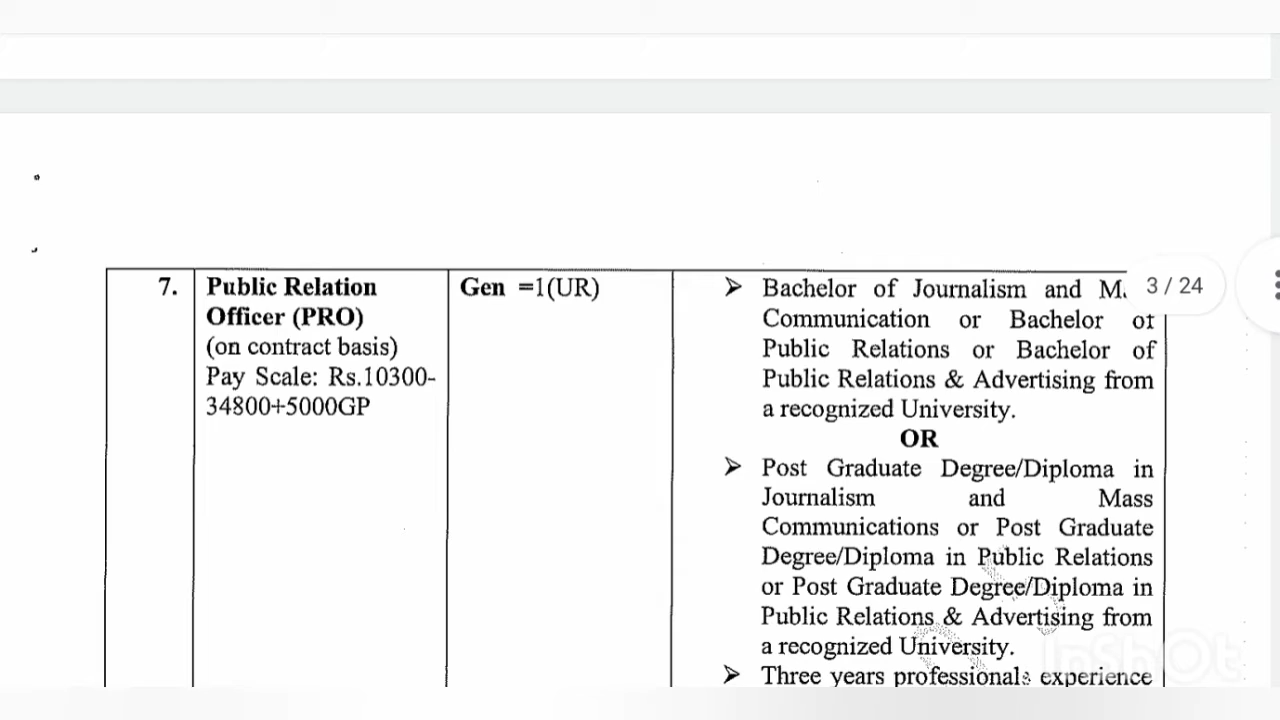 7.
Public Relation
Officer (PRO)
(on contract basis)
Pay Scale: Rs.10300-
34800+5000GP
Gen =1(UR)
➢ Bachelor of Journalism and
Communication or Bachelor of
Public Relations or Bachelor of
Public Relations & Advertising from
a recognized University.
OR
➢ Post Graduate Degree/Diploma in
Journalism and Mass
Communications or Post Graduate
Degree/Diploma in Public Relations
or Post Graduate Degree/Diploma in
Public Relations & Advertising from
a recognized University.
➢ Three years professionals experience
3 / 24
InShOt